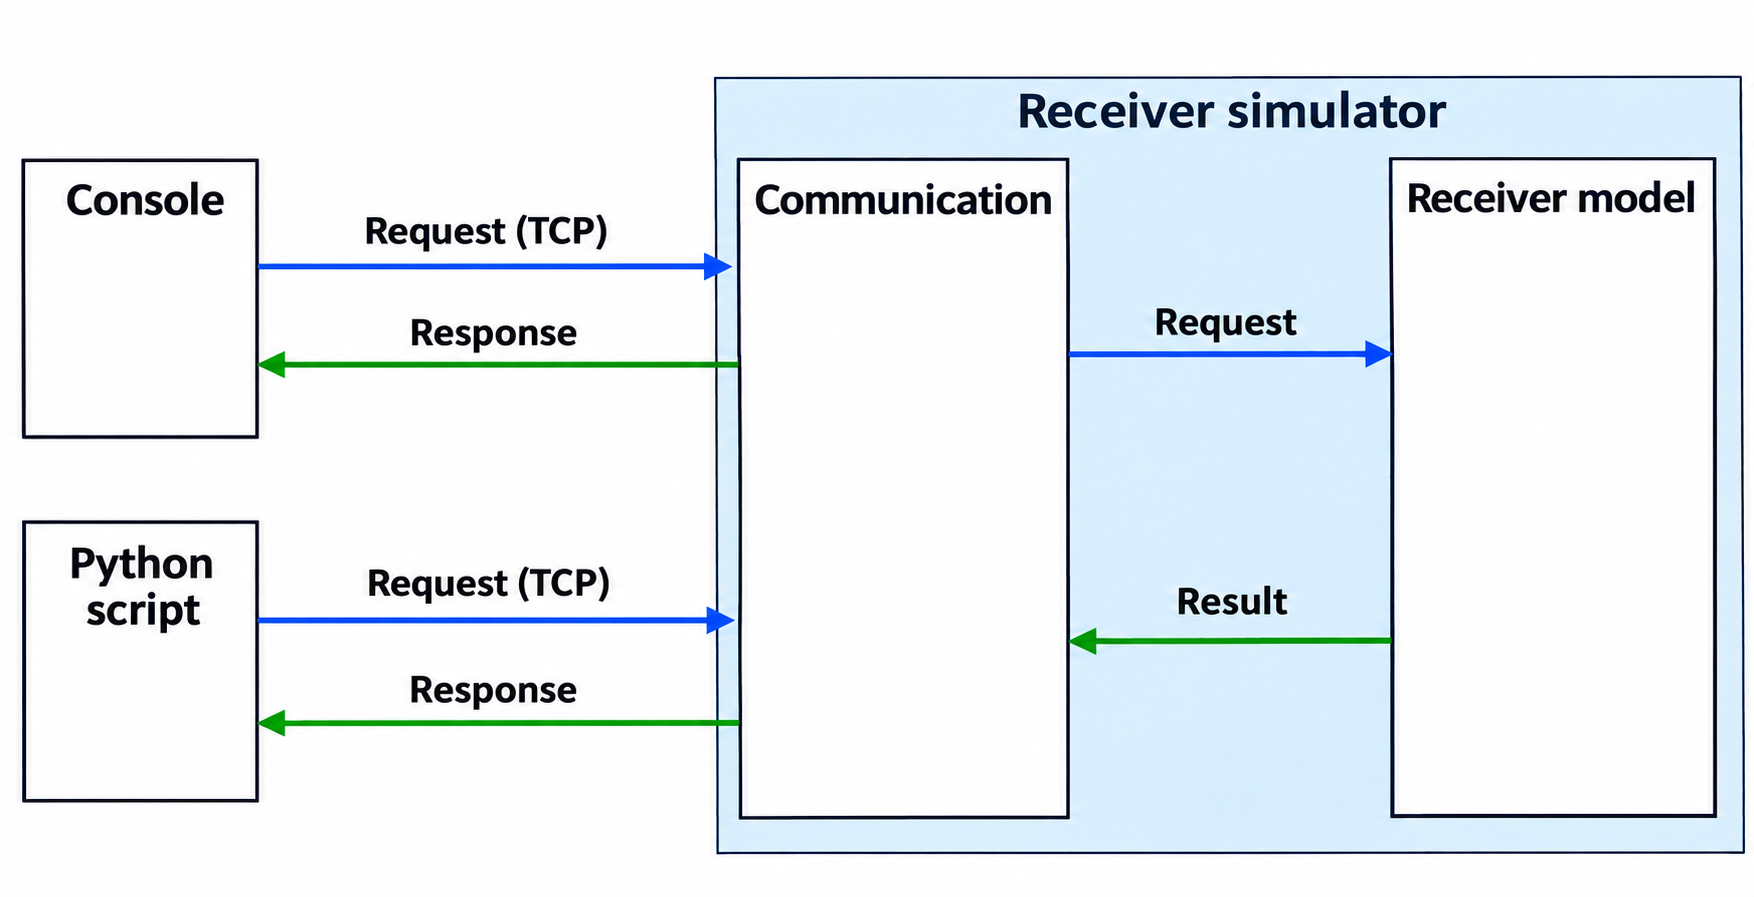 Receiver simulator
Console
Communication
Receiver model
Request (TCP)
Response
Request
Python
script
Request (TCP)
Result
Response